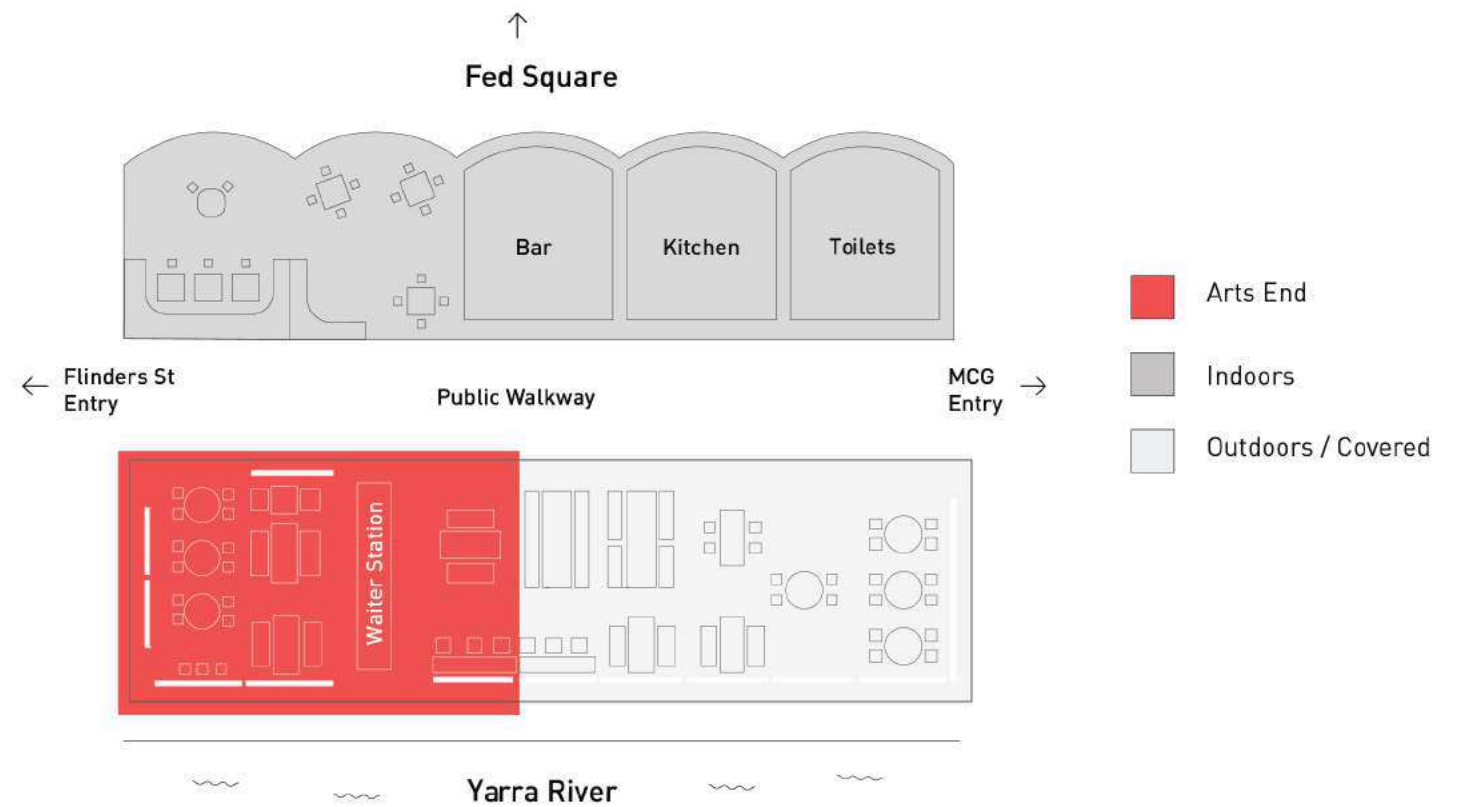 Fed Square
Bar
Kitchen
Toilets
Arts End
Indoors
Outdoors / Covered
Flinders St
Entry
Public Walkway
MCG
Entry
Waiter Station
Yarra River